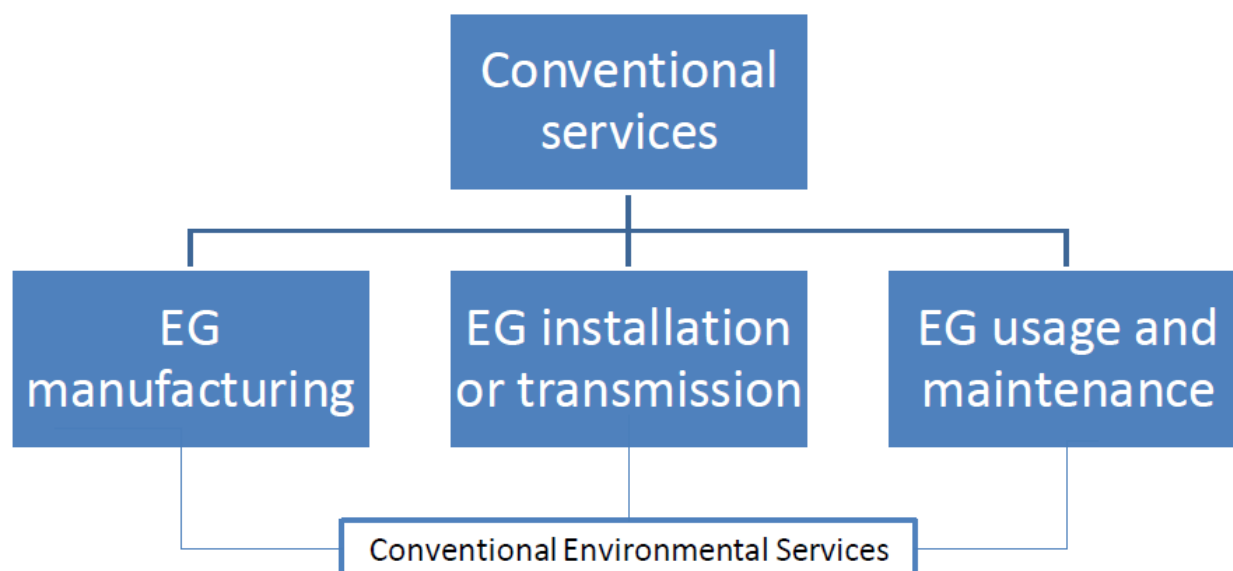 Conventional
services
EG
manufacturing
EG installation
or transmission
EG usage and
maintenance
Conventional Environmental Services